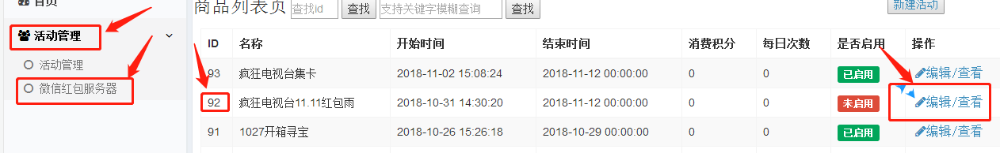 首页
活动管理
活动管理
微信红包服务器
商品列表页 查找id 查找 支持关键字模糊查询 查找 新建活动
ID 名称 开始时间 结束时间 消费积分 每日次数 是否启用 操作
93 疯狂电视台集卡 2018-11-02 15:08:24 2018-11-12 00:00:00 0 0 已启用 编辑/查看
92 疯狂电视台11.11红包雨 2018-10-31 14:30:20 2018-11-12 00:00:00 0 0 未启用 编辑/查看
91 1027开箱寻宝 2018-10-26 15:26:18 2018-10-29 00:00:00 0 0 已启用 编辑/查看